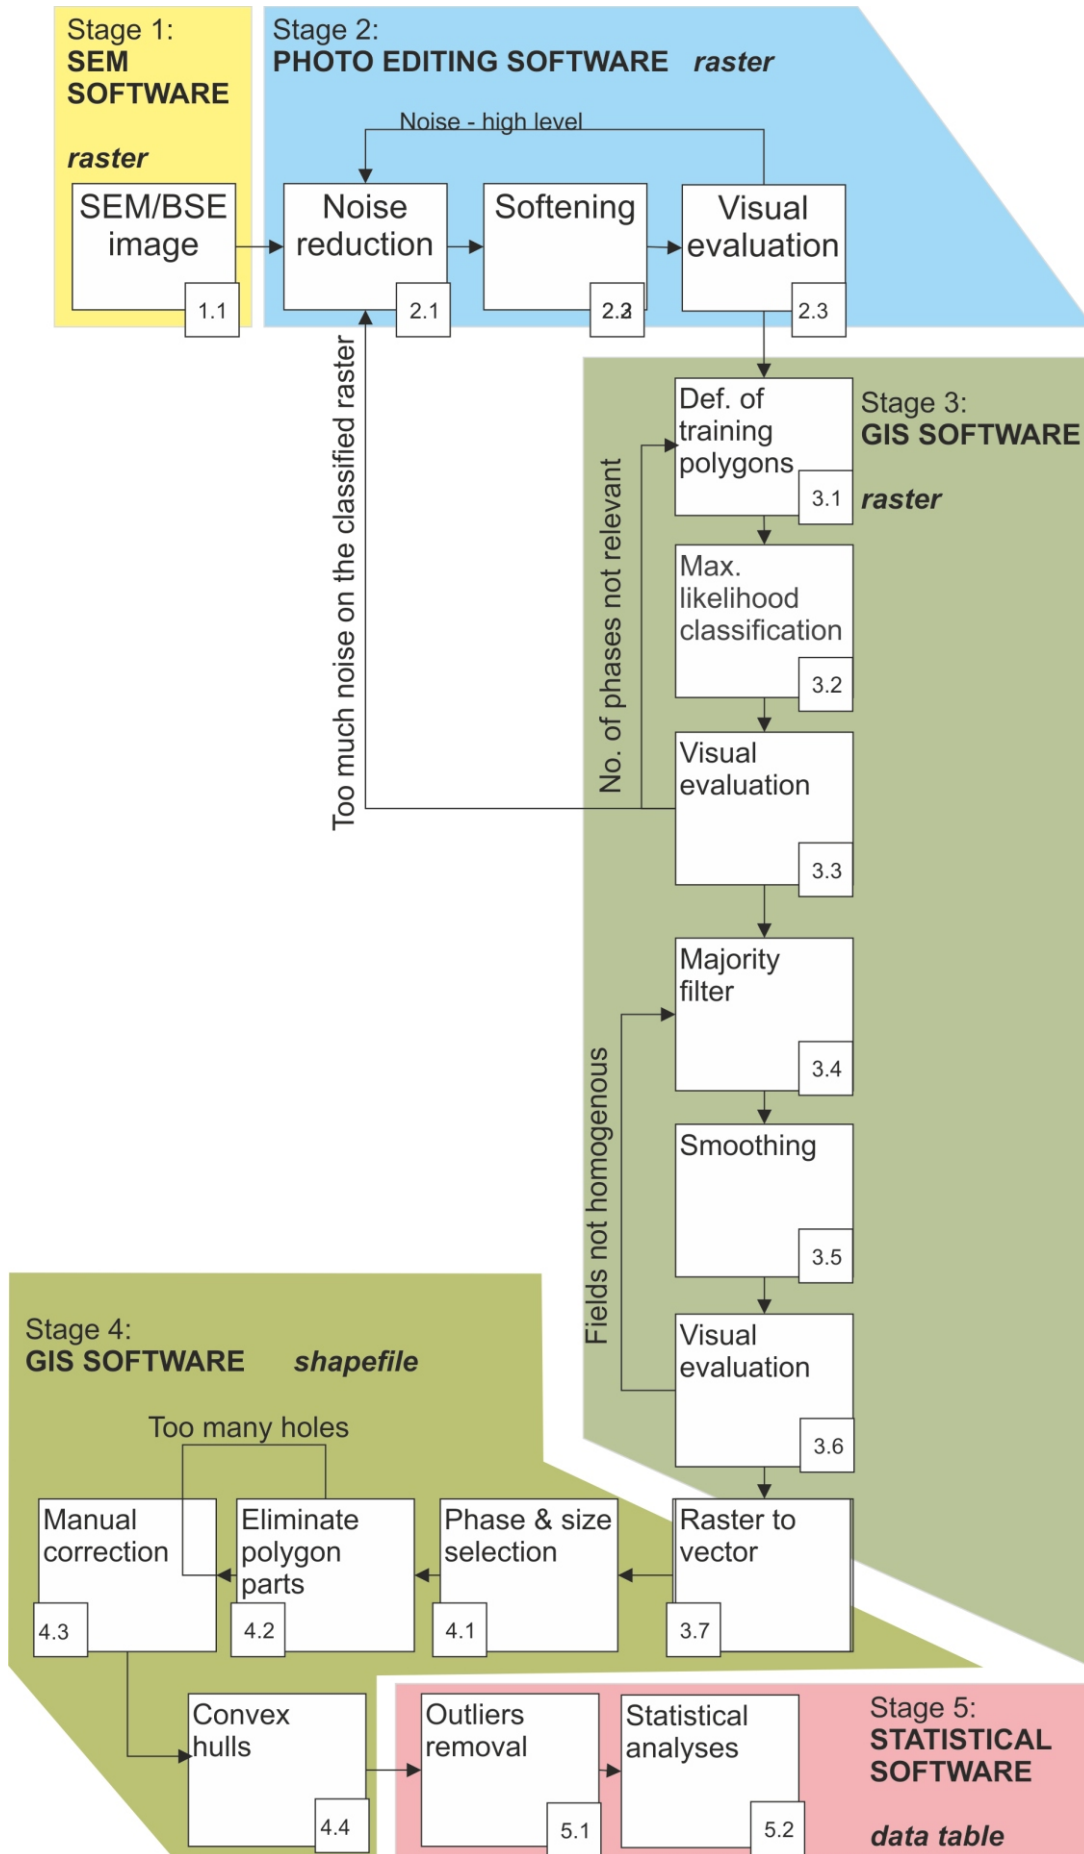 Stage 1:
SEM
SOFTWARE
raster
SEM/BSE
image
1.1
Stage 2:
PHOTO EDITING SOFTWARE raster
Noise - high level
Noise
reduction
2.1
Softening
Visual
evaluation
2.3
Too much noise on the classified raster
Stage 3:
GIS SOFTWARE
raster
Def. of
training
polygons
3.1
No. of phases not relevant
Max.
likelihood
classification
3.2
Visual
evaluation
3.3
Majority
filter
3.4
Fields not homogenous
Smoothing
3.5
Visual
evaluation
3.6
Raster to
vector
3.7
Stage 4:
GIS SOFTWARE shapefile
Too many holes
Phase & size
selection
4.1
Eliminate
polygon
parts
4.2
Manual
correction
4.3
Convex
hulls
4.4
Stage 5:
STATISTICAL
SOFTWARE
data table
Outliers
removal
5.1
Statistical
analyses
5.2